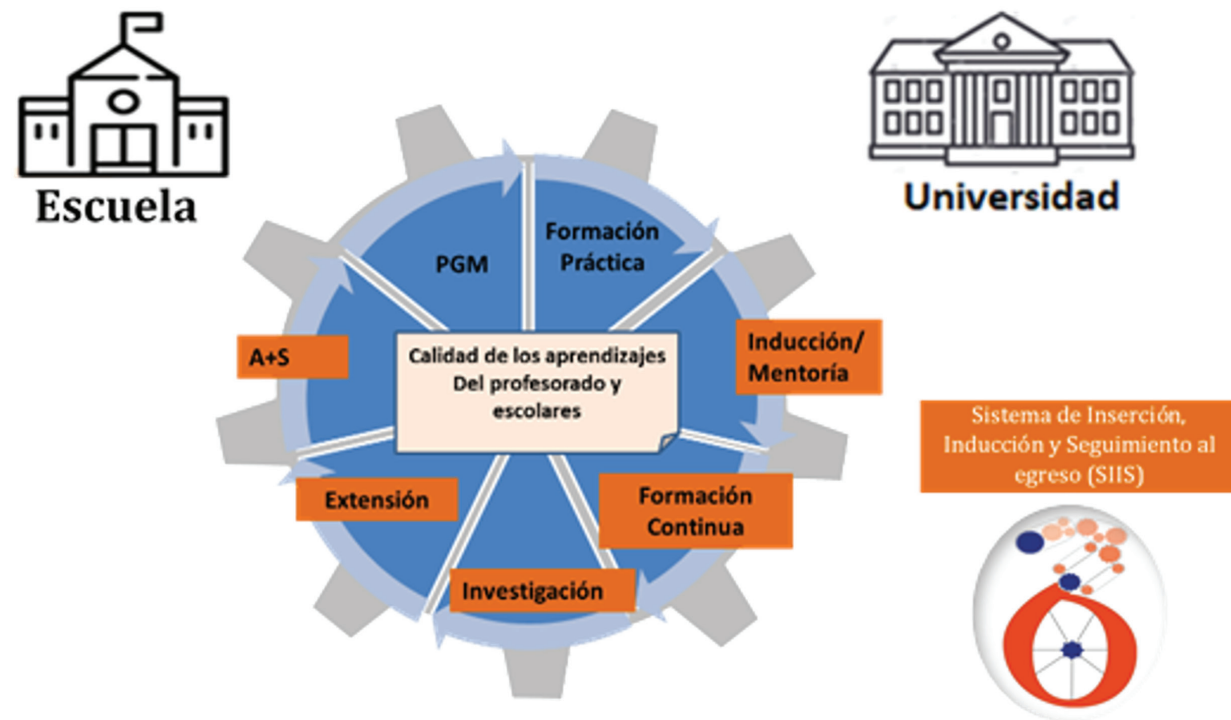 Escuela
Universidad
PGM
Formación
Práctica
A+S
Calidad de los aprendizajes
Del profesorado y
escolares
Inducción/
Mentoría
Extensión
Formación
Continua
Investigación
Sistema de Inserción,
Inducción y Seguimiento al
egreso (SIIS)